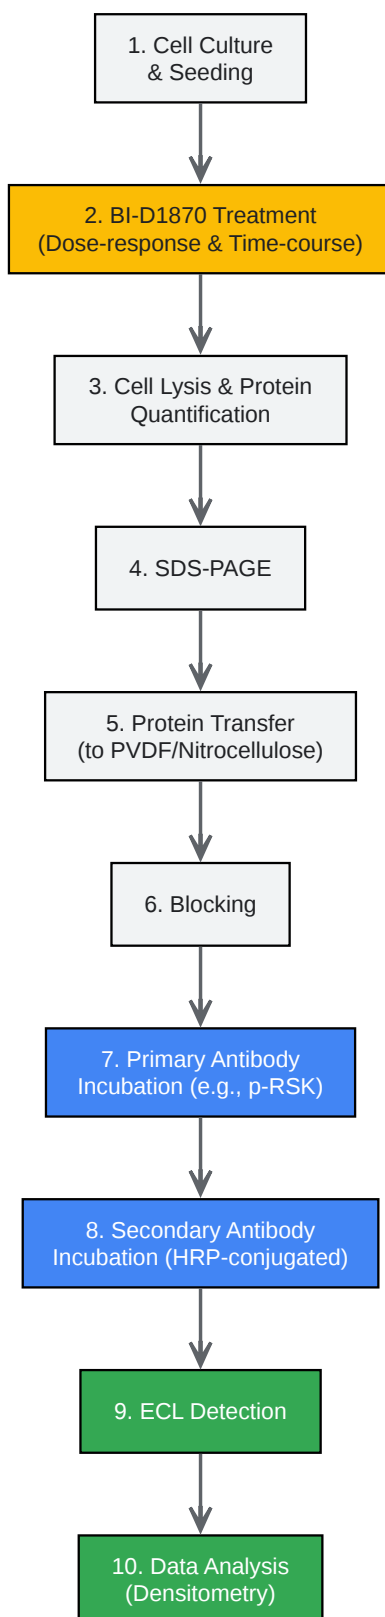 1. Cell Culture
& Seeding
2. BI-D1870 Treatment
(Dose-response & Time-course)
3. Cell Lysis & Protein
Quantification
4. SDS-PAGE
5. Protein Transfer
(to PVDF/Nitrocellulose)
6. Blocking
7. Primary Antibody
Incubation (e.g., p-RSK)
8. Secondary Antibody
Incubation (HRP-conjugated)
9. ECL Detection
10. Data Analysis
(Densitometry)